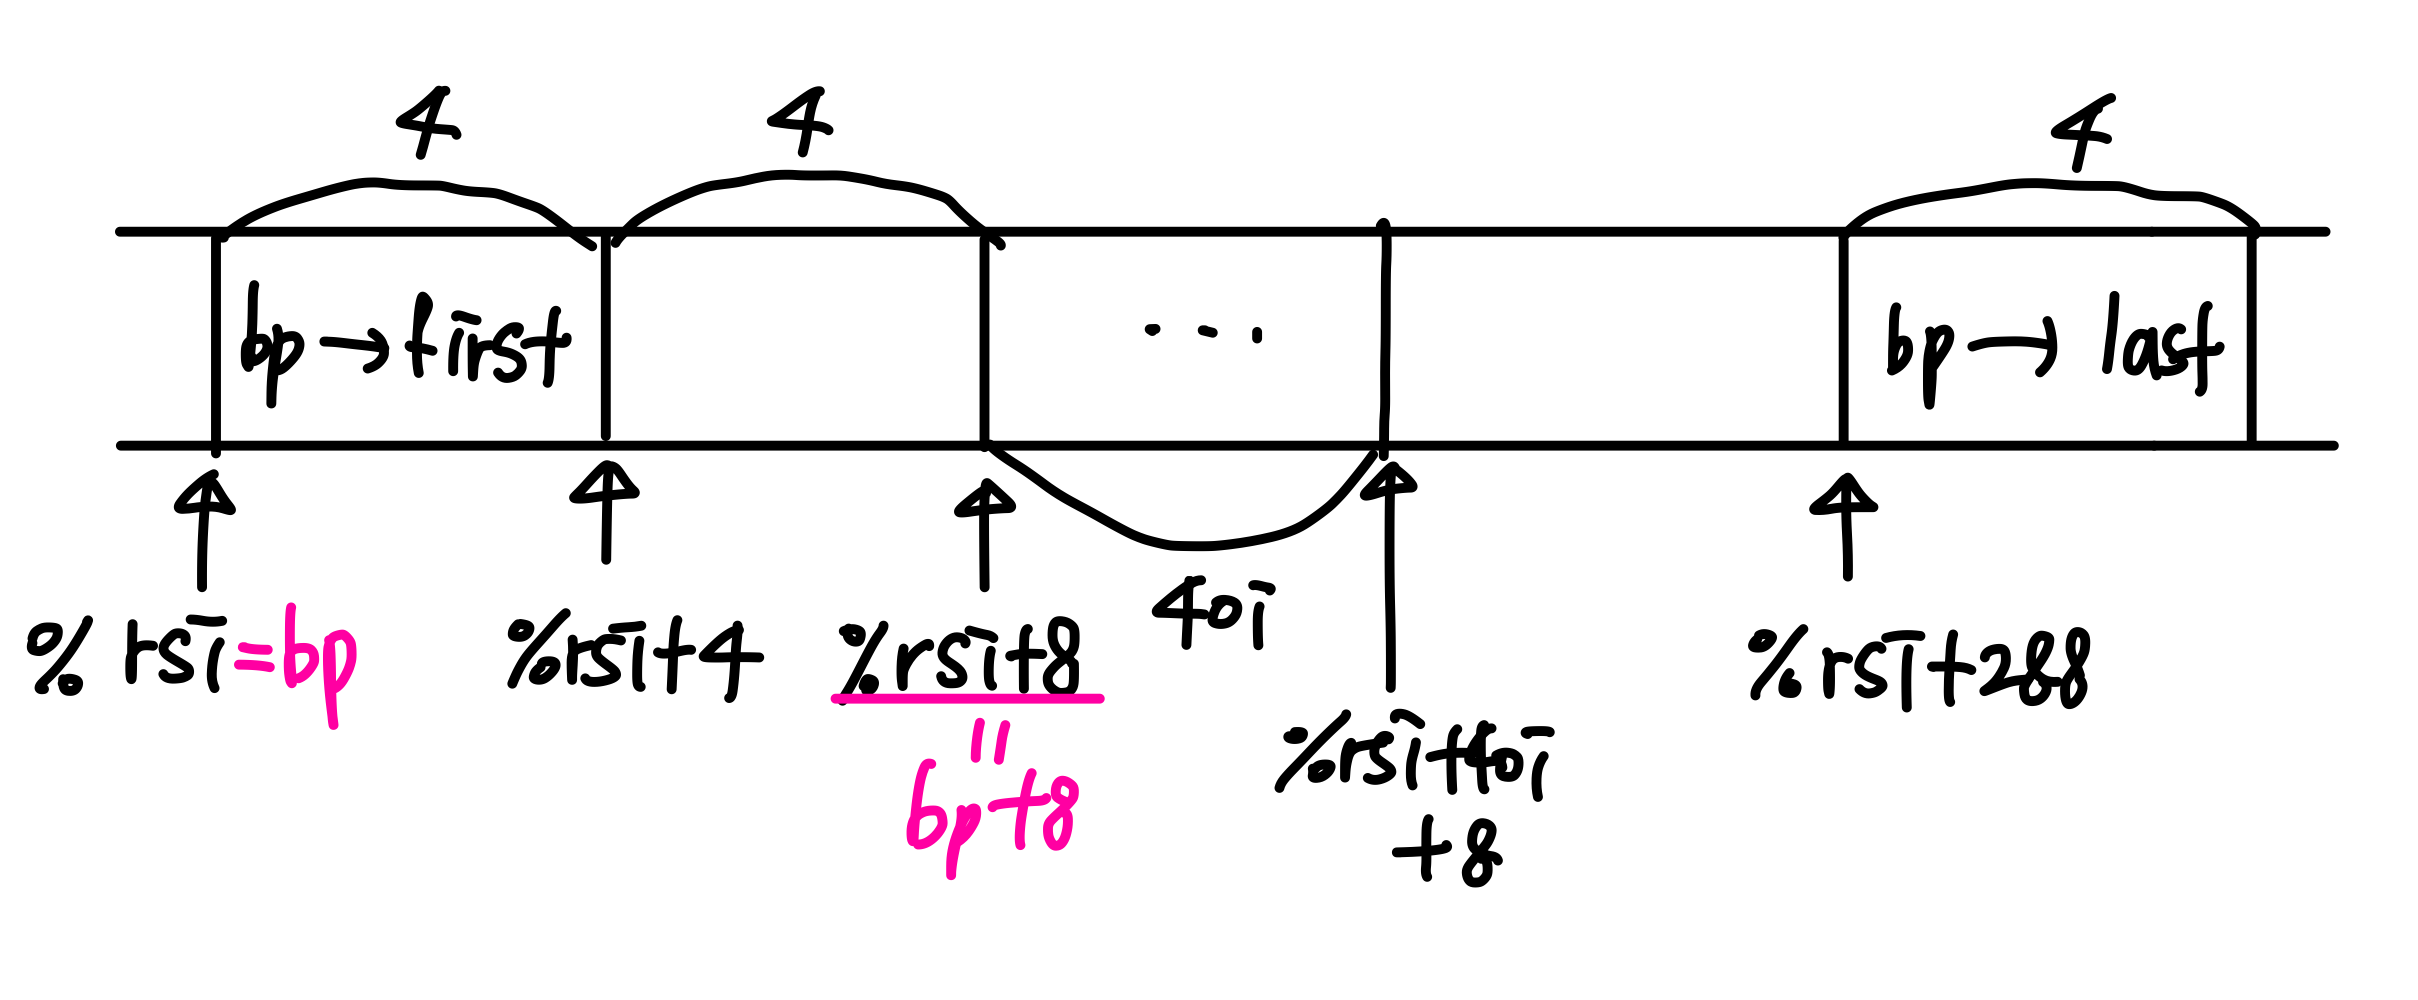 4 4 4
bp→first ... bp→last
%rsi=bp %rsi+4 %rsi+8 40i %rsi+288
%rsi+40i
+8
=
bp+8